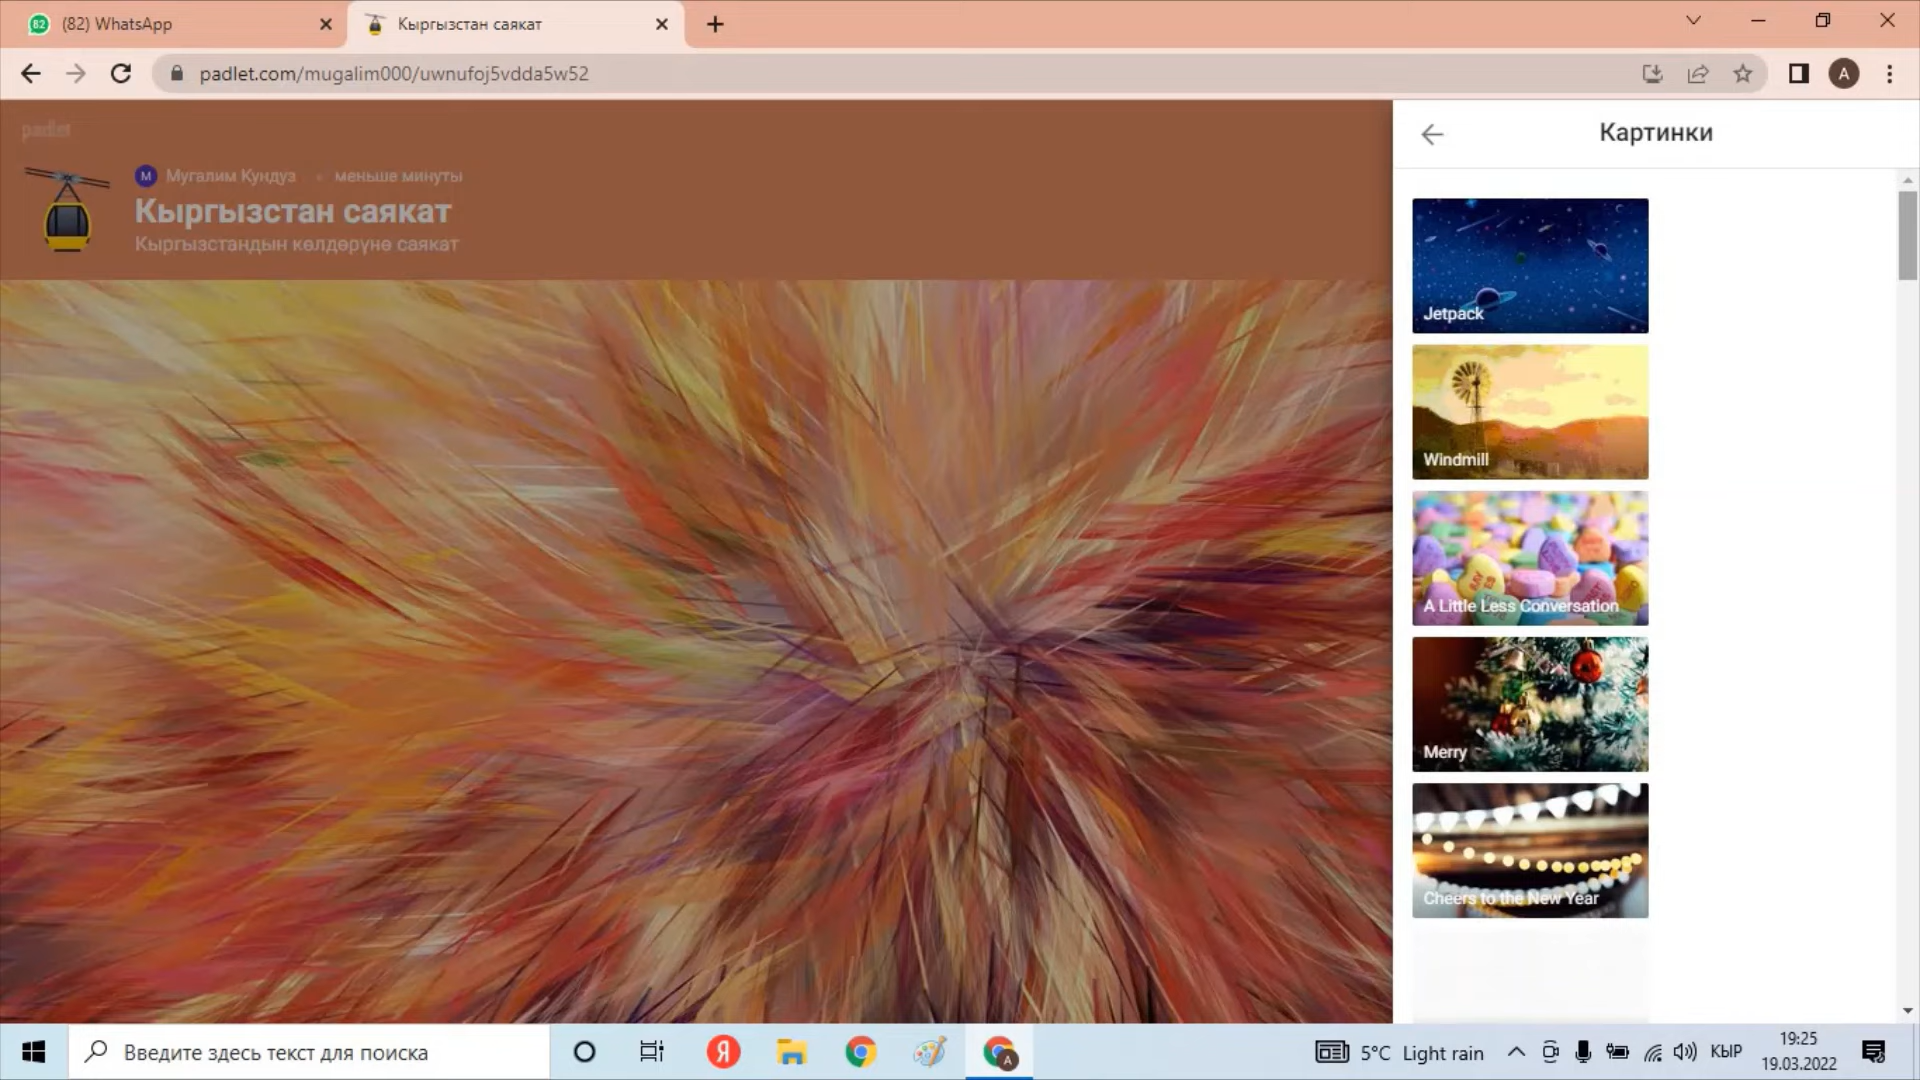 (82) WhatsApp
Кыргызстан саякат
padlet.com/mugalim000/uwnufoj5vdda5w52
A
padlet
M Мугалим Кундуз • меньше минуты
Кыргызстан саякат
Кыргызстандын көлдөрүнө саякат
Картинки
Jetpack
Windmill
A Little Less Conversation
Merry
Cheers to the New Year
Введите здесь текст для поиска
Я
A
5°C Light rain
КЫР
19:25
19.03.2022